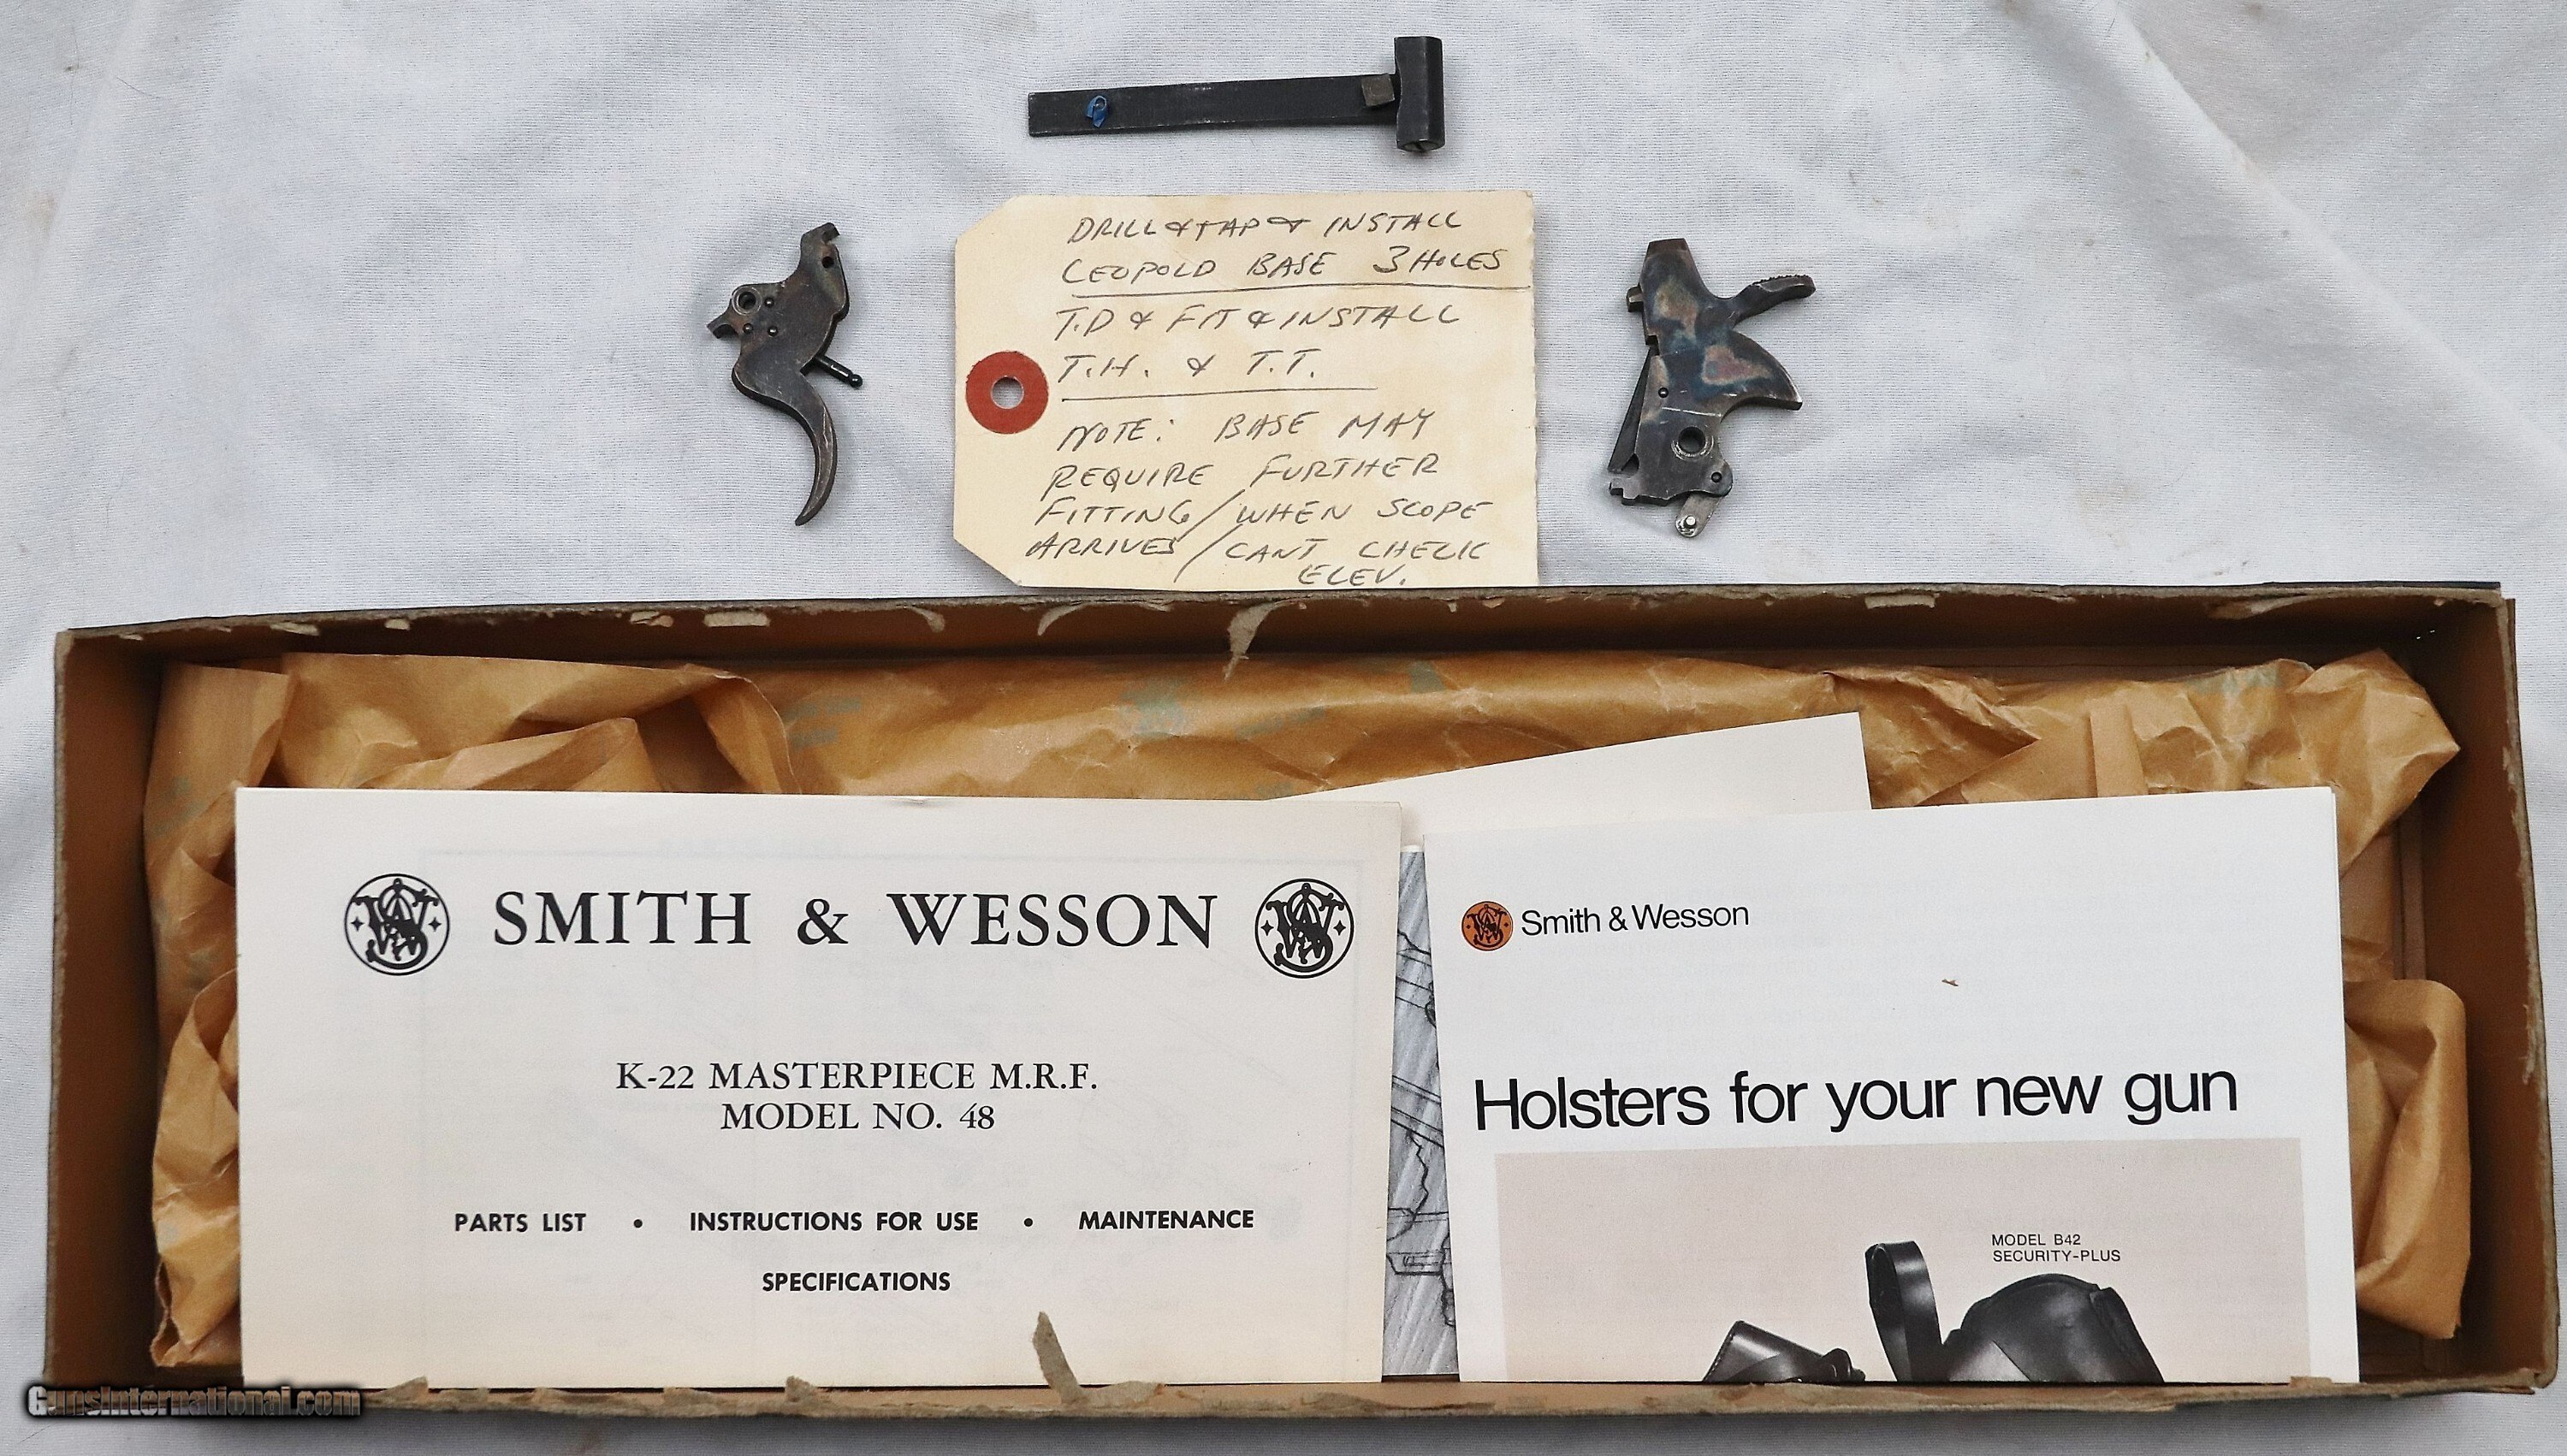 DRILL & TAP & INSTALL
LEOPOLD BASE 3 HOLES
T.D & FIT & INSTALL
T.H. & T.T.
NOTE: BASE MAY
REQUIRE FURTHER
FITTING / WHEN SCOPE
ARRIVES / CANT CHECK
ELEV.
SMITH & WESSON
K-22 MASTERPIECE M.R.F.
MODEL NO. 48
PARTS LIST • INSTRUCTIONS FOR USE • MAINTENANCE
SPECIFICATIONS
Smith & Wesson
Holsters for your new gun
MODEL B42
SECURITY-PLUS
GunsInternational.com